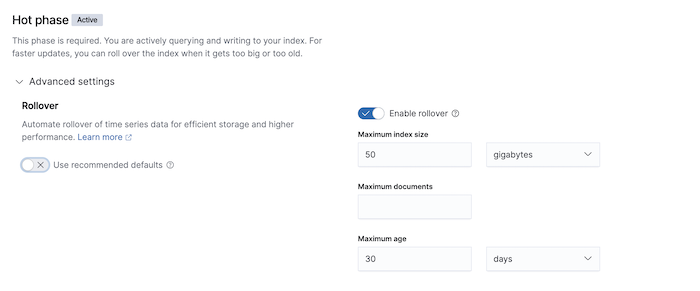 Hot phase Active
This phase is required. You are actively querying and writing to your index. For
faster updates, you can roll over the index when it gets too big or too old.
Advanced settings
Rollover
Automate rollover of time series data for efficient storage and higher
performance. Learn more
Use recommended defaults
Enable rollover
Maximum index size
50 gigabytes
Maximum documents
Maximum age
30 days